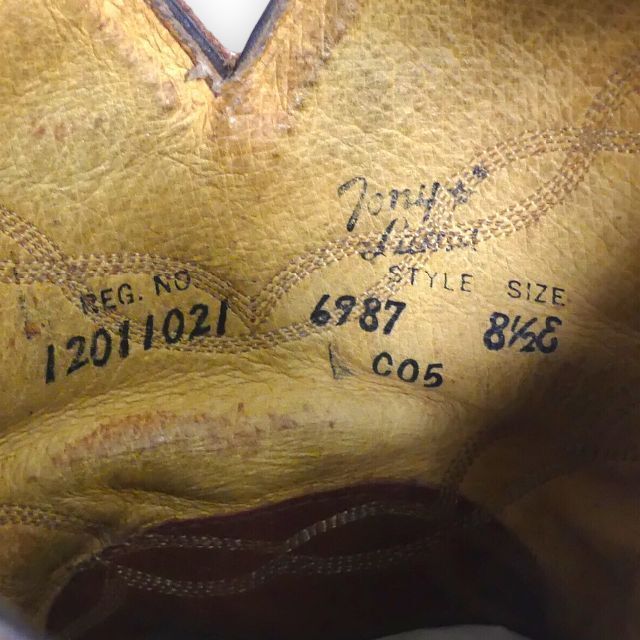 Tony
Lama
REG. NO. STYLE SIZE
12011021 6987 8½E
C05